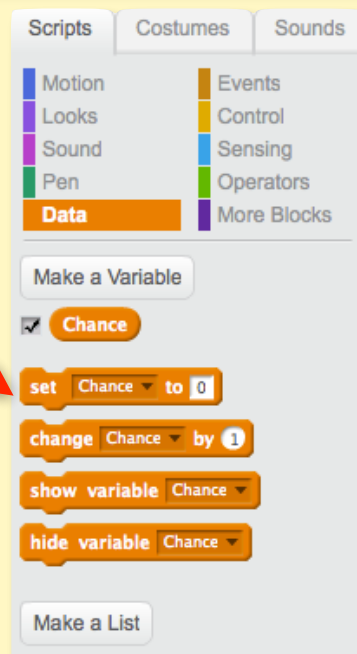 Scripts Costumes Sounds
Motion Events
Looks Control
Sound Sensing
Pen Operators
Data More Blocks
Make a Variable
Chance
set Chance to 0
change Chance by 1
show variable Chance
hide variable Chance
Make a List